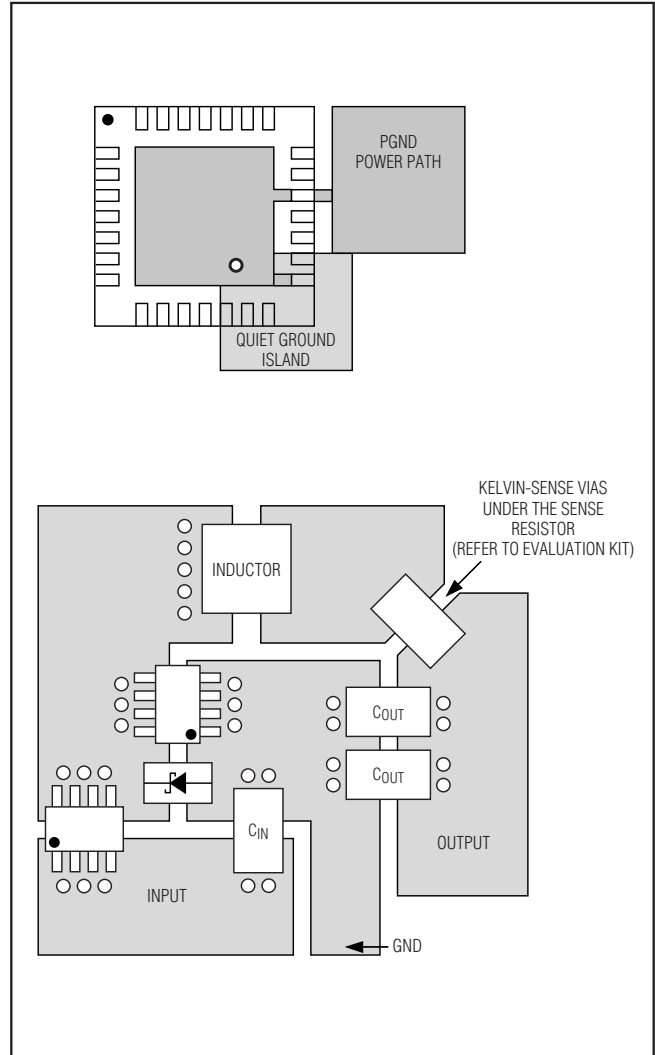 PGND
POWER PATH
QUIET GROUND
ISLAND
KELVIN-SENSE VIAS
UNDER THE SENSE
RESISTOR
(REFER TO EVALUATION KIT)
INDUCTOR
COUT
COUT
CIN
OUTPUT
INPUT
GND